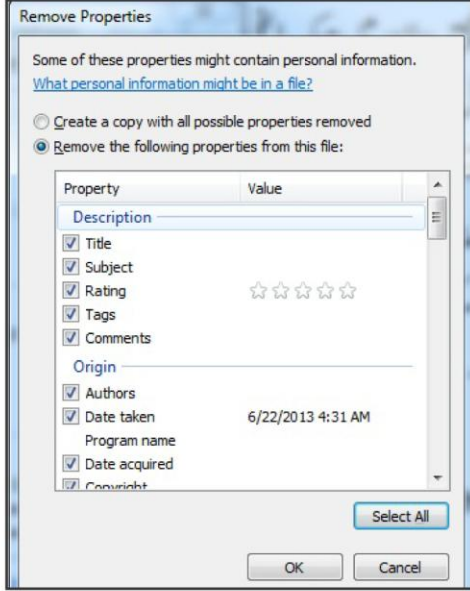 Remove Properties
Some of these properties might contain personal information.
What personal information might be in a file?
Create a copy with all possible properties removed
Remove the following properties from this file:
Property Value
Description
Title
Subject
Rating
Tags
Comments
Origin
Authors
Date taken 6/22/2013 4:31 AM
Program name
Date acquired
Copyright
Select All
OK Cancel